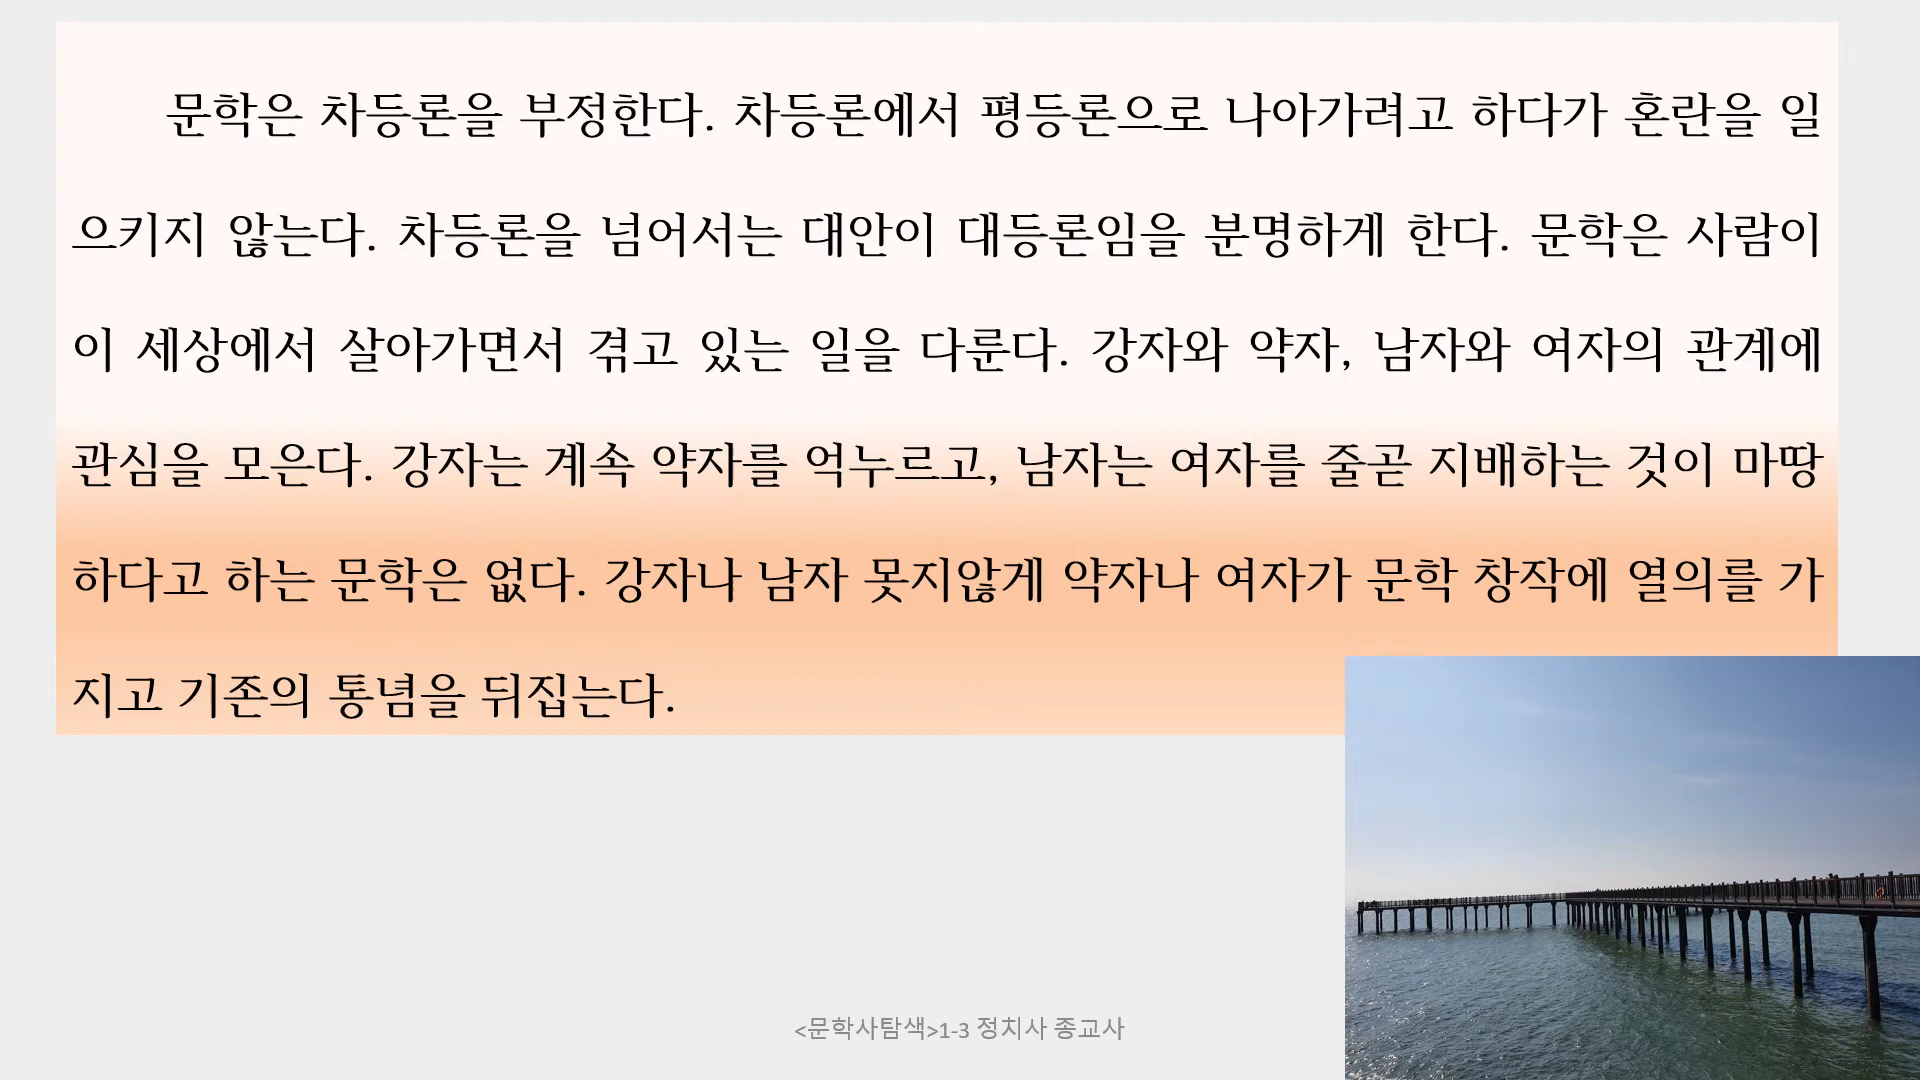 문학은 차등론을 부정한다. 차등론에서 평등론으로 나아가려고 하다가 혼란을 일
으키지 않는다. 차등론을 넘어서는 대안이 대등론임을 분명하게 한다. 문학은 사람이
이 세상에서 살아가면서 겪고 있는 일을 다룬다. 강자와 약자, 남자와 여자의 관계에
관심을 모은다. 강자는 계속 약자를 억누르고, 남자는 여자를 줄곧 지배하는 것이 마땅
하다고 하는 문학은 없다. 강자나 남자 못지않게 약자나 여자가 문학 창작에 열의를 가
지고 기존의 통념을 뒤집는다.
<문학사탐색>1-3 정치사 종교사